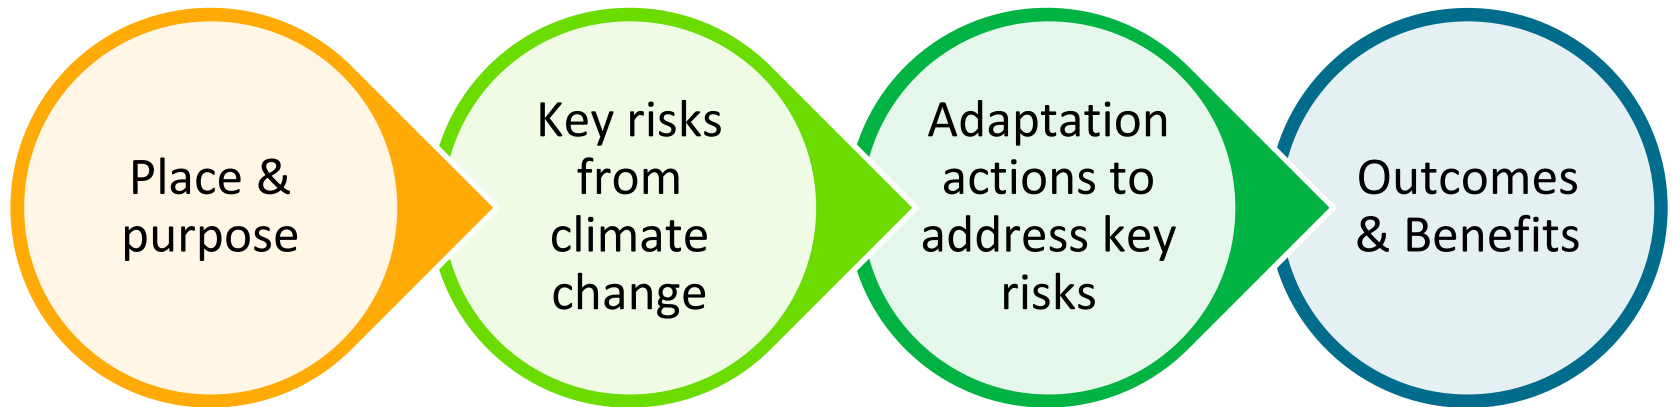 Place &
purpose
Key risks
from
climate
change
Adaptation
actions to
address key
risks
Outcomes
& Benefits